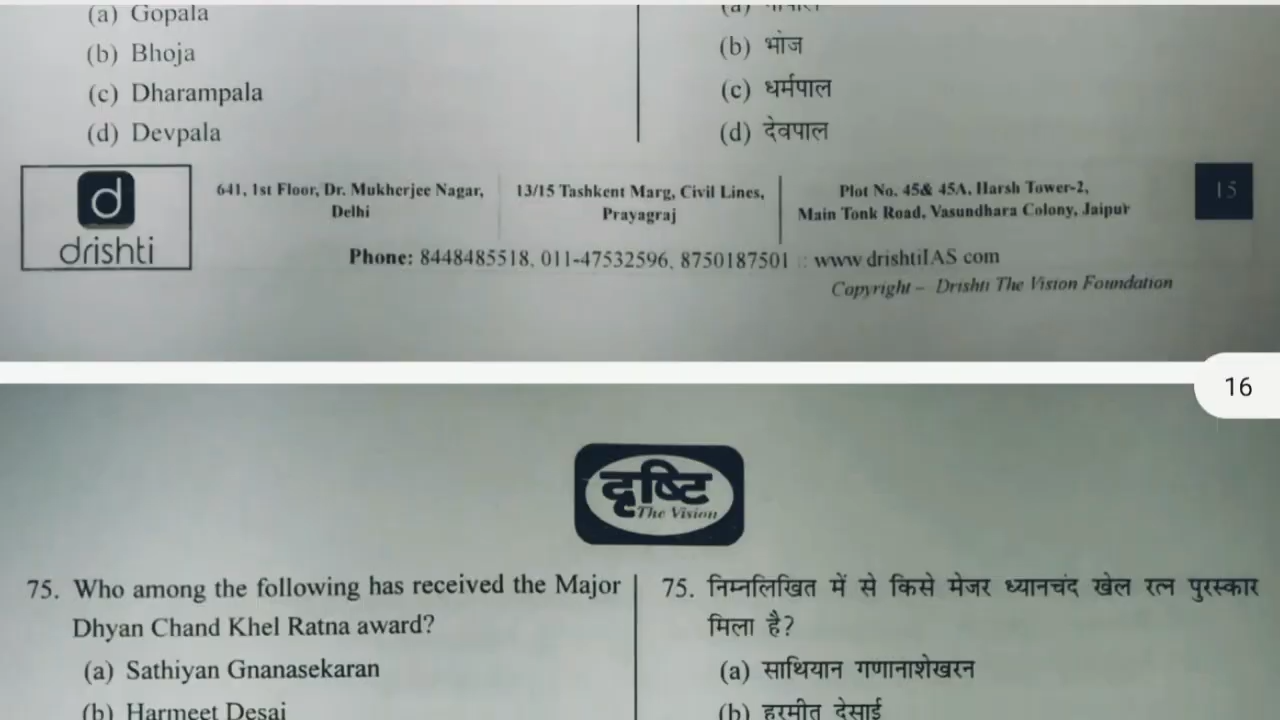 (a) Gopala
(b) Bhoja
(c) Dharampala
(d) Devpala
(b) भोज
(c) धर्मपाल
(d) देवपाल
d
drishti
641, 1st Floor, Dr. Mukherjee Nagar,
Delhi
13/15 Tashkent Marg, Civil Lines,
Prayagraj
Plot No. 45& 45A, Harsh Tower-2,
Main Tonk Road, Vasundhara Colony, Jaipur
15
Phone: 8448485518, 011-47532596, 8750187501 :: www drishtiIAS com
Copyright – Drishti The Vision Foundation
16
दृष्टि
The Vision
75. Who among the following has received the Major
Dhyan Chand Khel Ratna award?
(a) Sathiyan Gnanasekaran
(b) Harmeet Desai
75. निम्नलिखित में से किसे मेजर ध्यानचंद खेल रत्न पुरस्कार
मिला है?
(a) साथियान गणानाशेखरन
(b) हरमीत देसाई